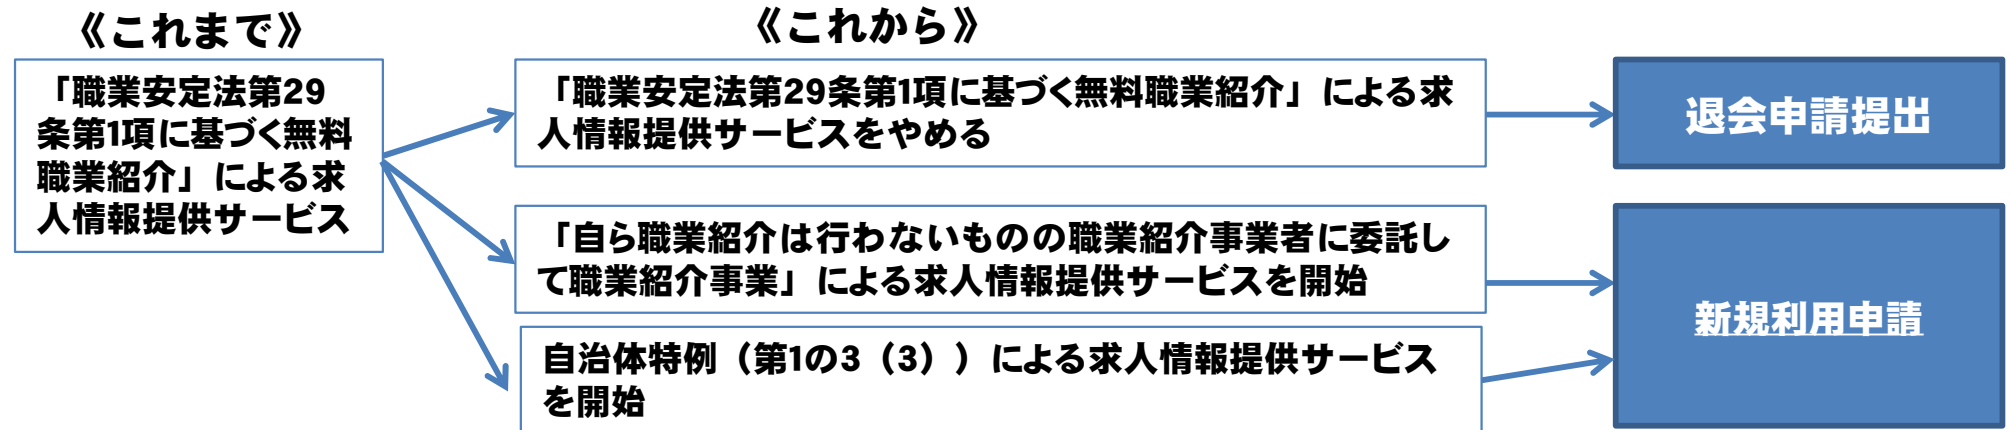 《これまで》
「職業安定法第29
条第1項に基づく無料
職業紹介」による求
人情報提供サービス
《これから》
「職業安定法第29条第1項に基づく無料職業紹介」による求
人情報提供サービスをやめる
退会申請提出
「自ら職業紹介は行わないものの職業紹介事業者に委託し
て職業紹介事業」による求人情報提供サービスを開始
自治体特例（第1の3（3））による求人情報提供サービス
を開始
新規利用申請